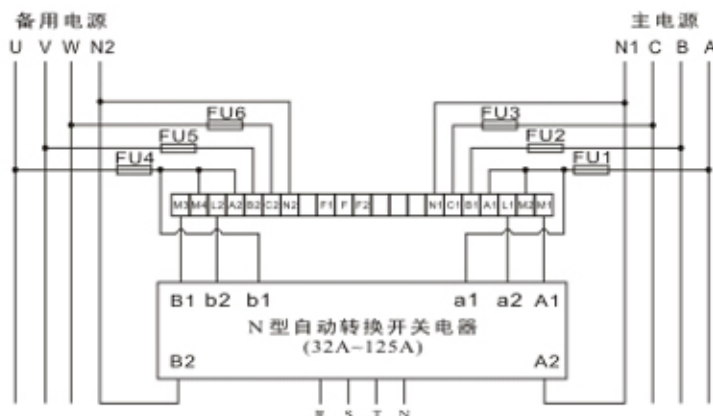 备用电源 主电源
U V W N2 N1 C B A
FU6 FU3
FU5 FU2
FU4 FU1
M3 M4 L2 A2 B2 C2 N2 F1 F F2 N1 C1 B1 A1 L1 M2 M1
B1 b2 b1 a1 a2 A1
N型自动转换开关电器
(32A~125A)
B2 A2
R S T N